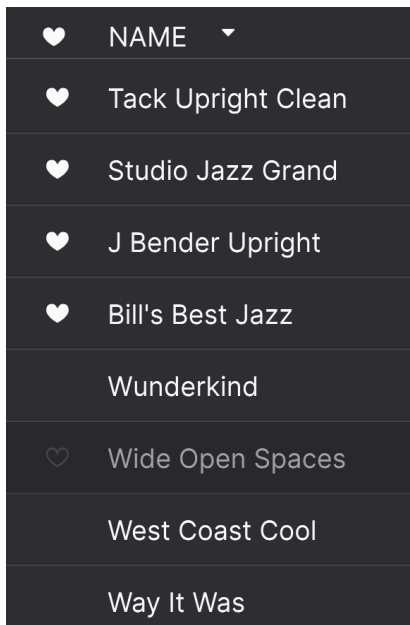 NAME
Tack Upright Clean
Studio Jazz Grand
J Bender Upright
Bill's Best Jazz
Wunderkind
Wide Open Spaces
West Coast Cool
Way It Was